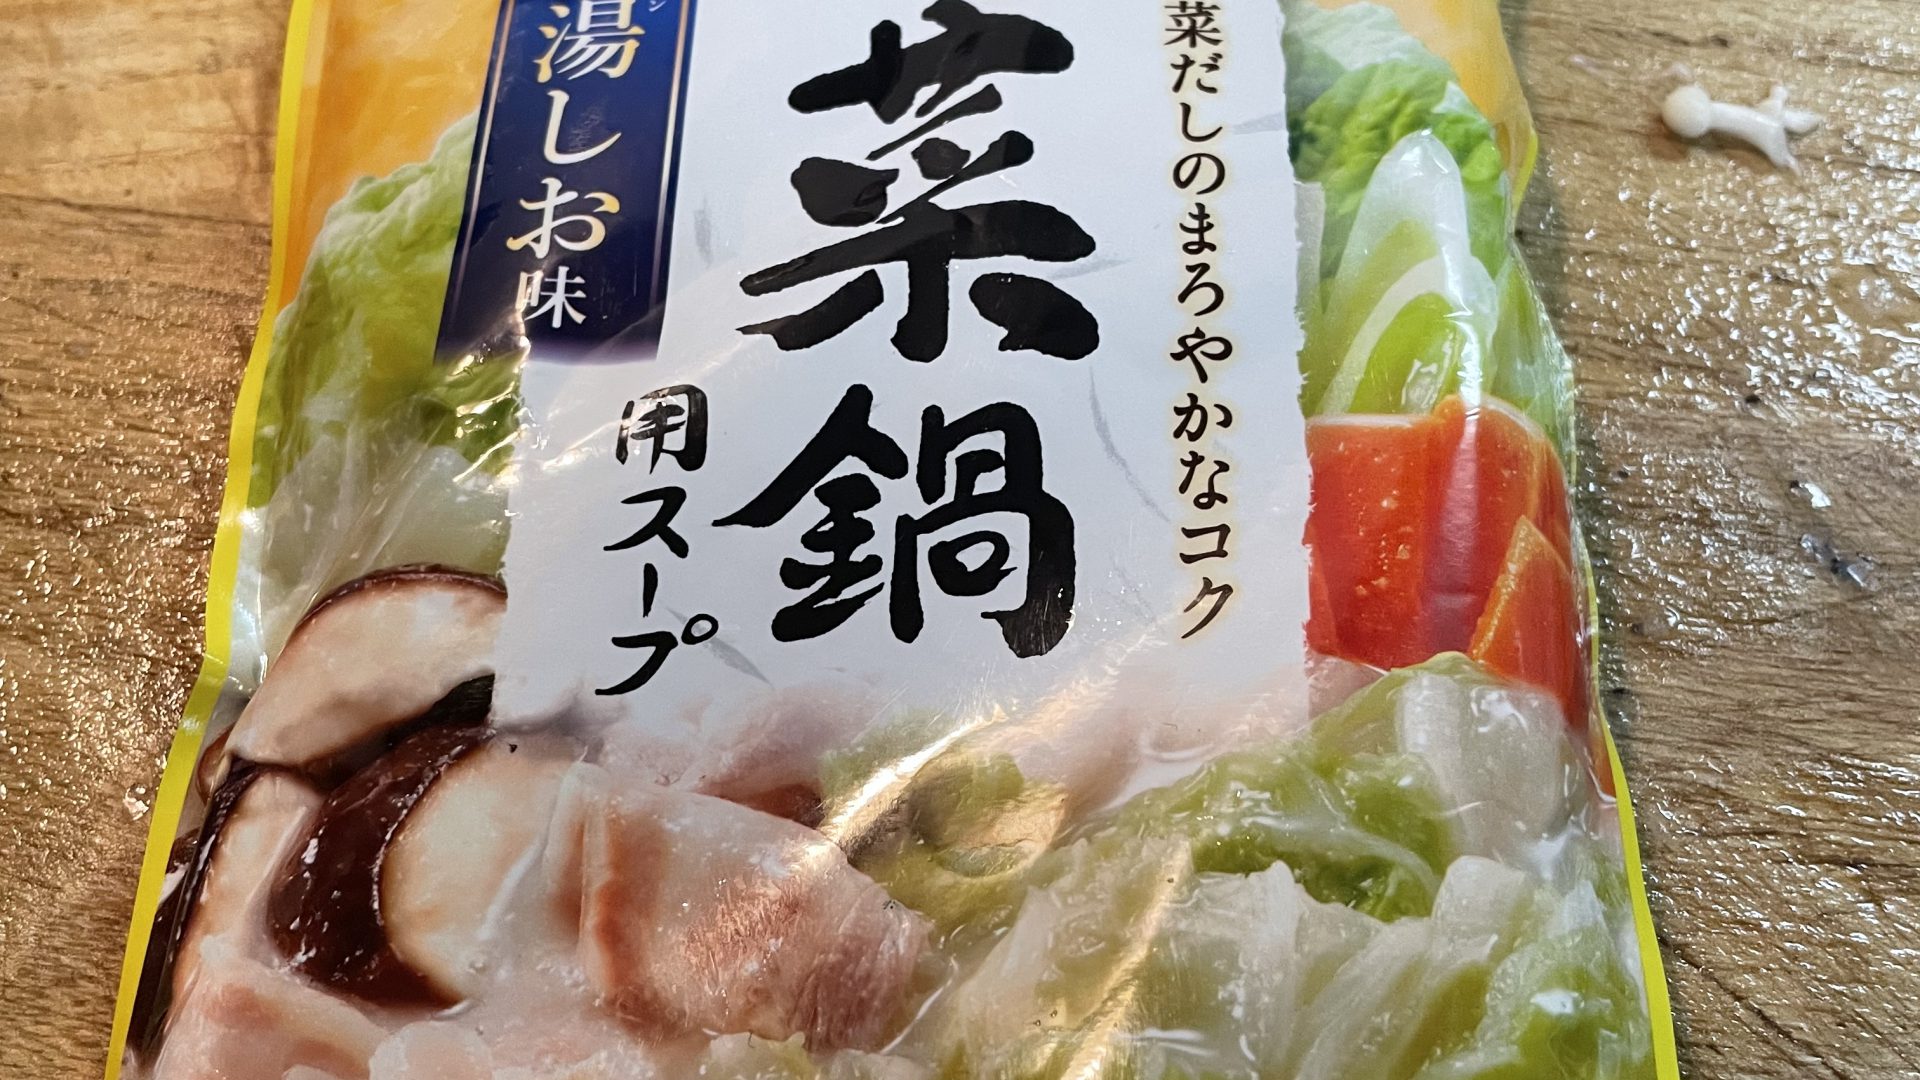 菜だしのまろやかなコク
菜鍋
用スープ
湯しお味
ン